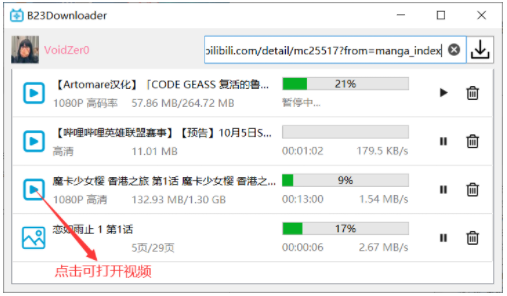 B23Downloader
VoidZer0
bilibili.com/detail/mc25517?from=manga_index
【Artomare汉化】「CODE GEASS 复活的鲁...
21%
1080P 高码率 57.86 MB/264.72 MB
暂停中...
【哔哩哔哩英雄联盟赛事】【预告】10月5日S...
高清 11.01 MB
00:01:02 179.5 KB/s
魔卡少女樱 香港之旅 第1话 魔卡少女樱 香港之...
9%
1080P 高清 132.93 MB/1.30 GB
00:13:00 1.54 MB/s
恋如雨止 1 第1话
17%
5页/29页
00:00:06 2.67 MB/s
点击可打开视频